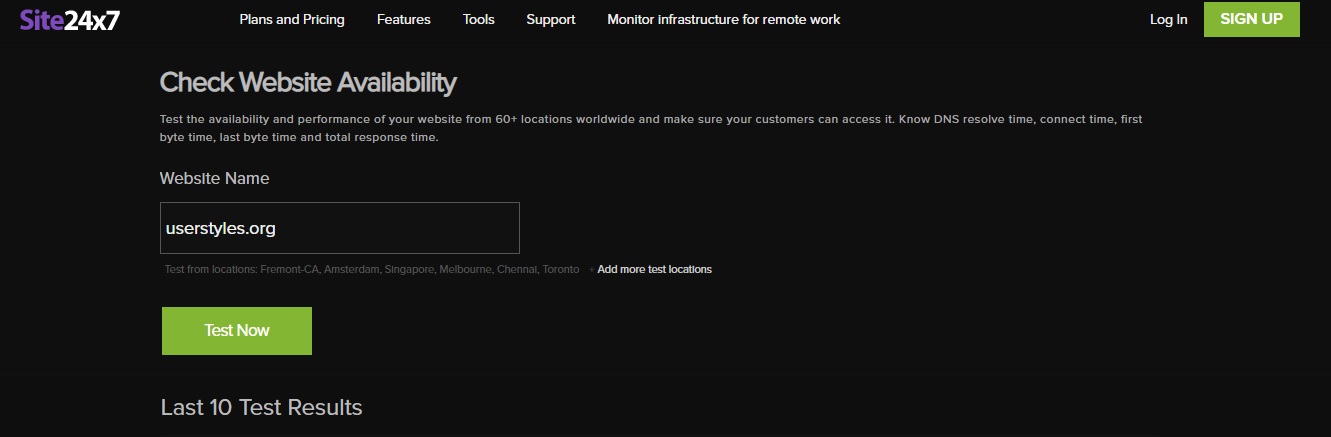 Site24x7 Plans and Pricing Features Tools Support Monitor infrastructure for remote work Log In SIGN UP
Check Website Availability
Test the availability and performance of your website from 60+ locations worldwide and make sure your customers can access it. Know DNS resolve time, connect time, first
byte time, last byte time and total response time.
Website Name
userstyles.org
Test from locations: Fremont-CA, Amsterdam, Singapore, Melbourne, Chennai, Toronto + Add more test locations
Test Now
Last 10 Test Results